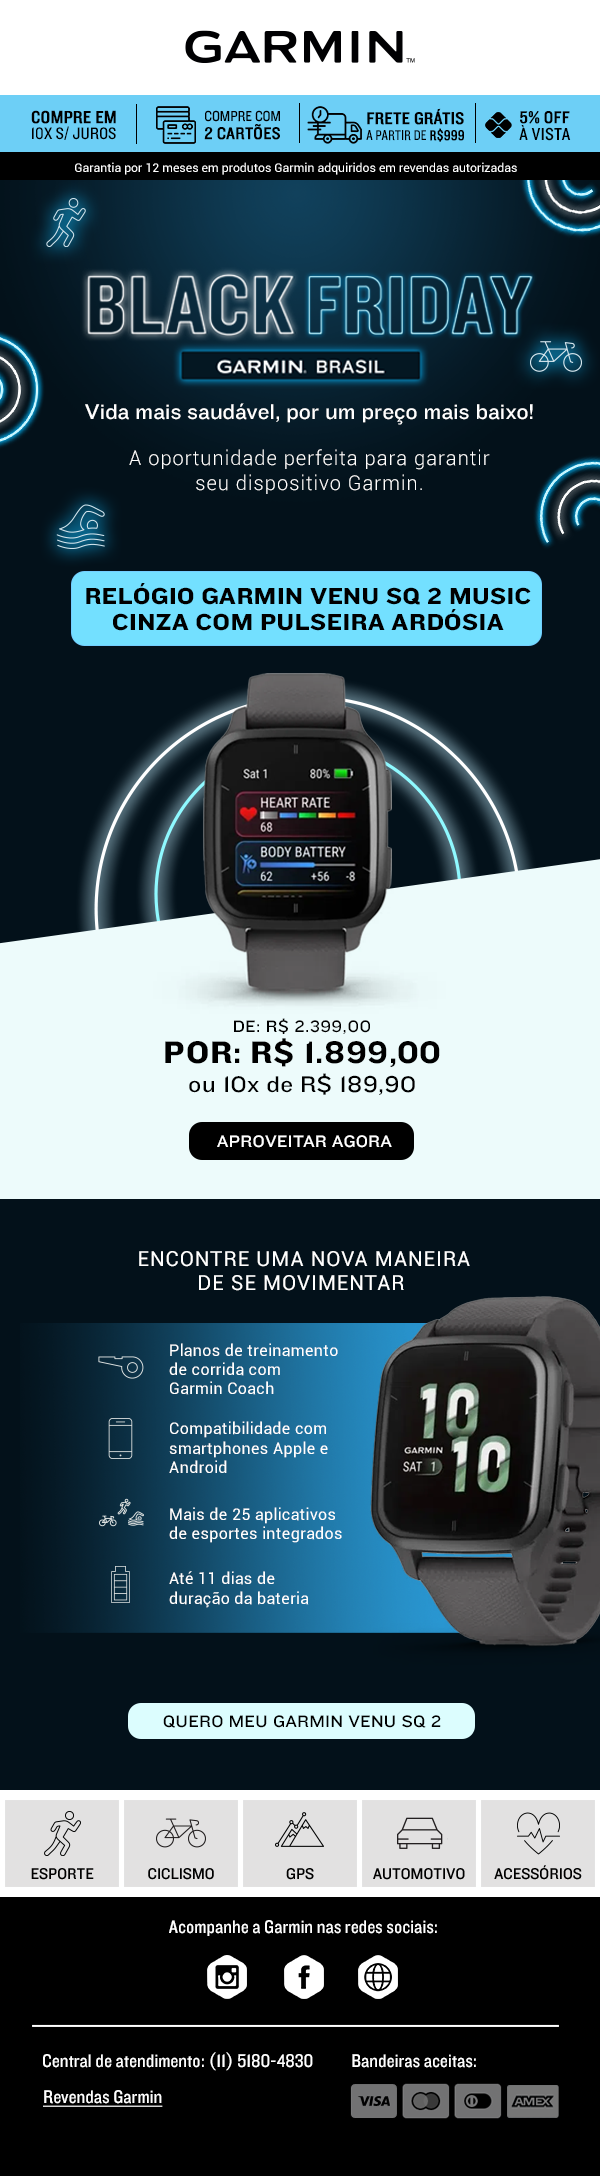 GARMIN™
COMPRE EM
10X S/ JUROS
COMPRE COM
2 CARTÕES
FRETE GRÁTIS
A PARTIR DE R$999
5% OFF
À VISTA
Garantia por 12 meses em produtos Garmin adquiridos em revendas autorizadas
BLACK FRIDAY
GARMIN. BRASIL
Vida mais saudável, por um preço mais baixo!
A oportunidade perfeita para garantir
seu dispositivo Garmin.
RELÓGIO GARMIN VENU SQ 2 MUSIC
CINZA COM PULSEIRA ARDÓSIA
Sat 1 80%
HEART RATE
68
BODY BATTERY
62 +56 -8
DE: R$ 2.399,00
POR: R$ 1.899,00
ou 10x de R$ 189,90
APROVEITAR AGORA
ENCONTRE UMA NOVA MANEIRA
DE SE MOVIMENTAR
Planos de treinamento
de corrida com
Garmin Coach
Compatibilidade com
smartphones Apple e
Android
Mais de 25 aplicativos
de esportes integrados
Até 11 dias de
duração da bateria
10
GARMIN
SAT 1
10
QUERO MEU GARMIN VENU SQ 2
ESPORTE
CICLISMO
GPS
AUTOMOTIVO
ACESSÓRIOS
Acompanhe a Garmin nas redes sociais:
Central de atendimento: (11) 5180-4830
Revendas Garmin
Bandeiras aceitas:
VISA
AMEX